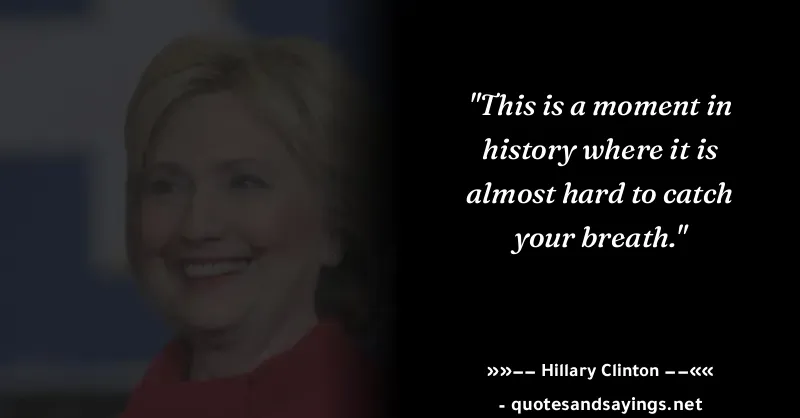 "This is a moment in
history where it is
almost hard to catch
your breath."
»»−− Hillary Clinton −−««
- quotesandsayings.net